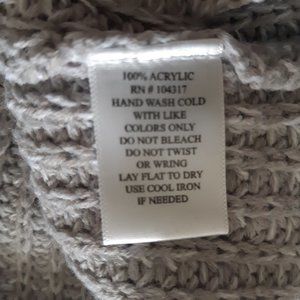 100% ACRYLIC
RN # 104317
HAND WASH COLD
WITH LIKE
COLORS ONLY
DO NOT BLEACH
DO NOT TWIST
OR WRING
LAY FLAT TO DRY
USE COOL IRON
IF NEEDED